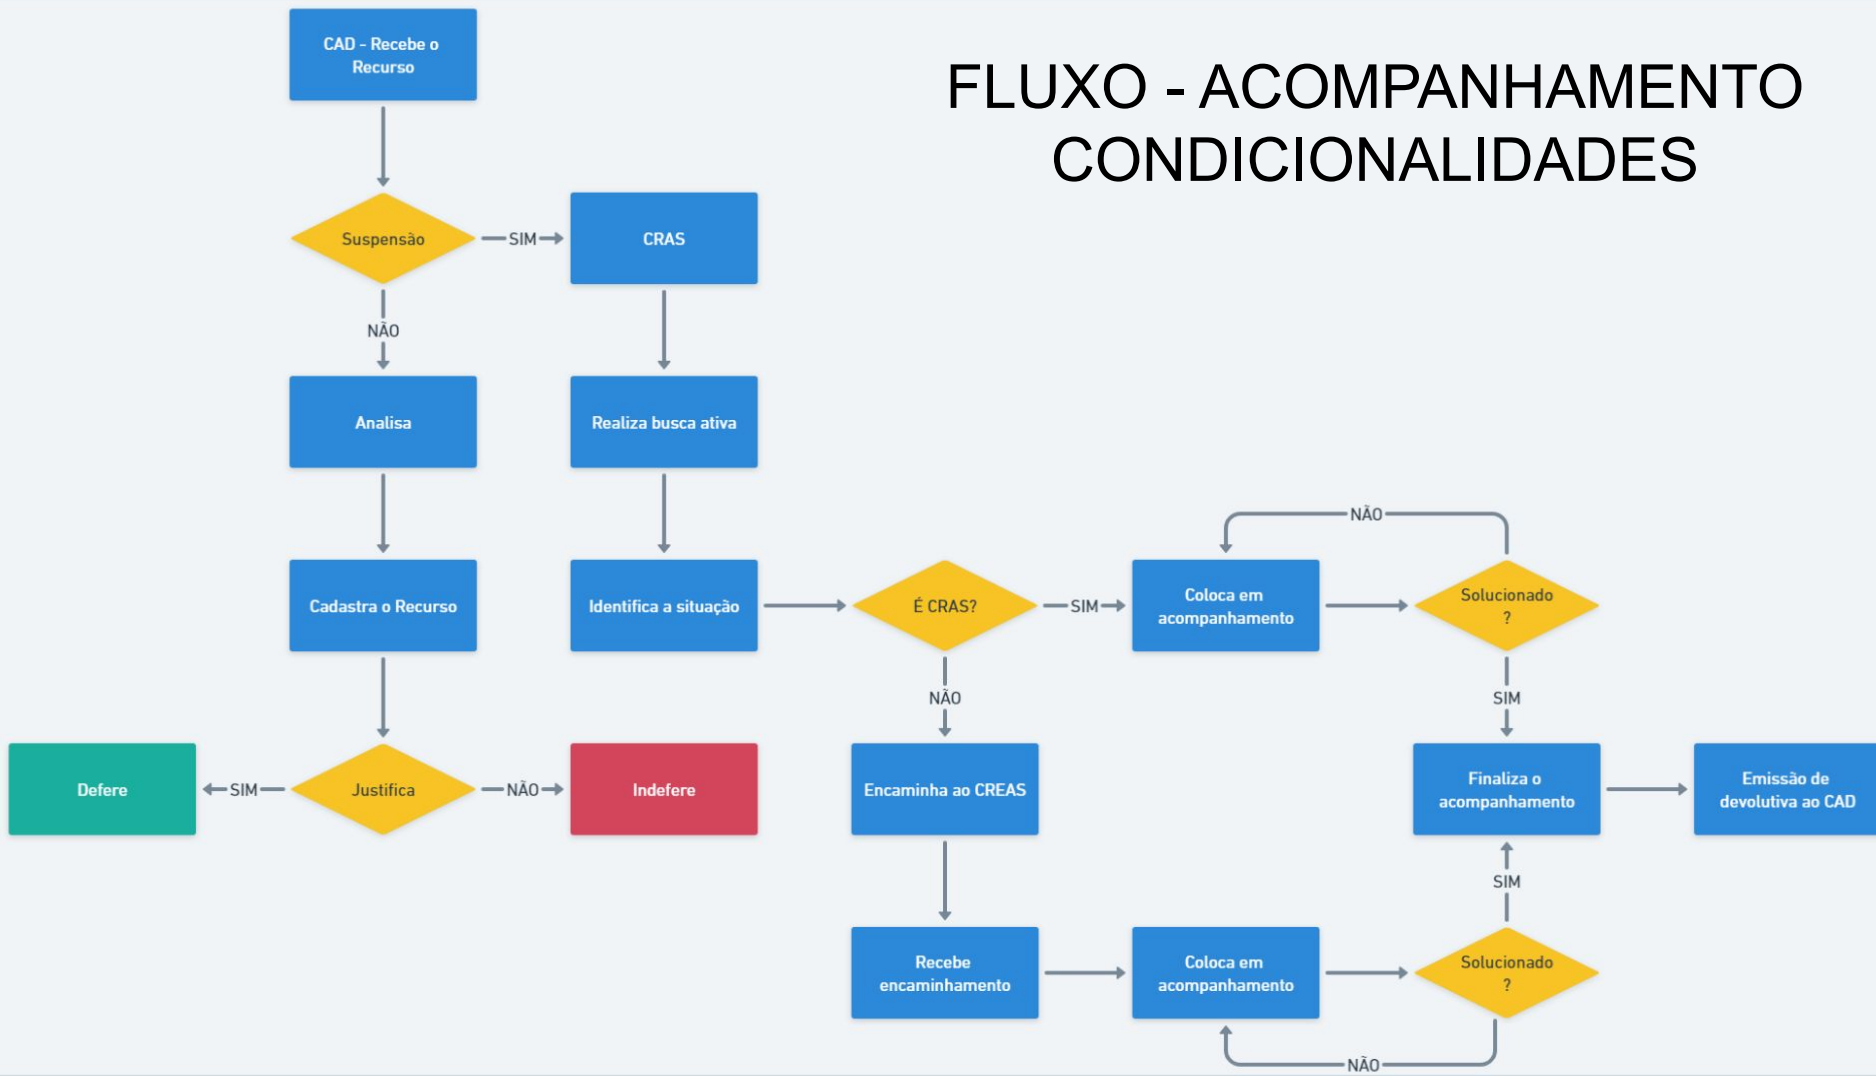 FLUXO - ACOMPANHAMENTO
CONDICIONALIDADES
CAD - Recebe o
Recurso
Suspensão
SIM
CRAS
NÃO
Analisa
Realiza busca ativa
Cadastra o Recurso
Identifica a situação
É CRAS?
SIM
Coloca em
acompanhamento
NÃO
Solucionado
?
NÃO
SIM
Defere
SIM
Justifica
NÃO
Indefere
Encaminha ao CREAS
Finaliza o
acompanhamento
Emissão de
devolutiva ao CAD
SIM
Recebe
encaminhamento
Coloca em
acompanhamento
Solucionado
?
NÃO